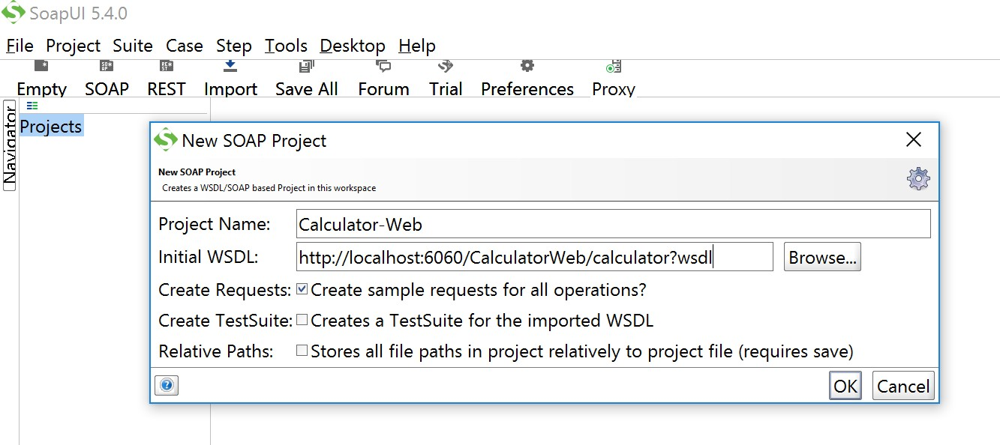 SoapUI 5.4.0
File Project Suite Case Step Tools Desktop Help
Empty SOAP REST Import Save All Forum Trial Preferences Proxy
Navigator
Projects
New SOAP Project
New SOAP Project
Creates a WSDL/SOAP based Project in this workspace
Project Name: Calculator-Web
Initial WSDL: http://localhost:6060/CalculatorWeb/calculator?wsdl Browse...
Create Requests: Create sample requests for all operations?
Create TestSuite: Creates a TestSuite for the imported WSDL
Relative Paths: Stores all file paths in project relatively to project file (requires save)
OK Cancel